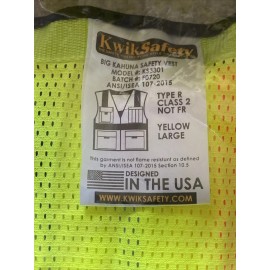 KwikSafety
BIG KAHUNA SAFETY VEST
MODEL #: KS3301
BATCH #: F0720
ANSI/ISEA 107-2015
TYPE R
CLASS 2
NOT FR
YELLOW
LARGE
This garment is not flame resistant as defined
by ANSI/ISEA 107-2015 Section 10.5
DESIGNED
IN THE USA
WWW.KWIKSAFETY.COM